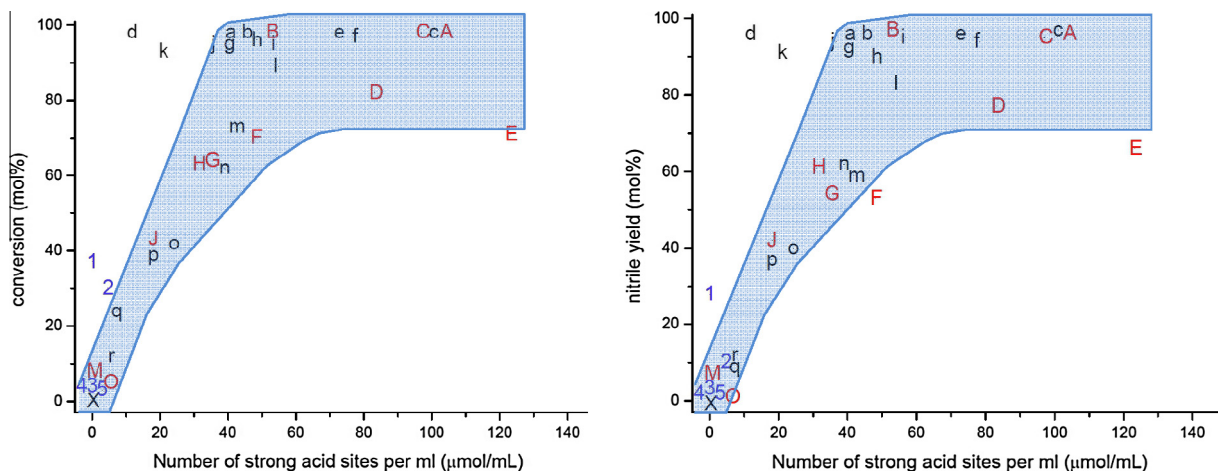 conversion (mol%)
100
d
a
b
B
e
f
C
c
A
j
g
h
i
k
l
80
D
m
F
E
60
H
G
n
40
J
o
p
1
2
20
q
r
M
O
0
4
3
5
X
0 20 40 60 80 100 120 140
Number of strong acid sites per ml (μmol/mL)
nitrile yield (mol%)
100
d
a
b
B
i
e
f
C
c
A
j
g
h
k
l
80
D
E
60
H
n
m
G
F
40
J
o
p
1
20
2
r
q
M
O
0
4
3
5
X
0 20 40 60 80 100 120 140
Number of strong acid sites per ml (μmol/mL)